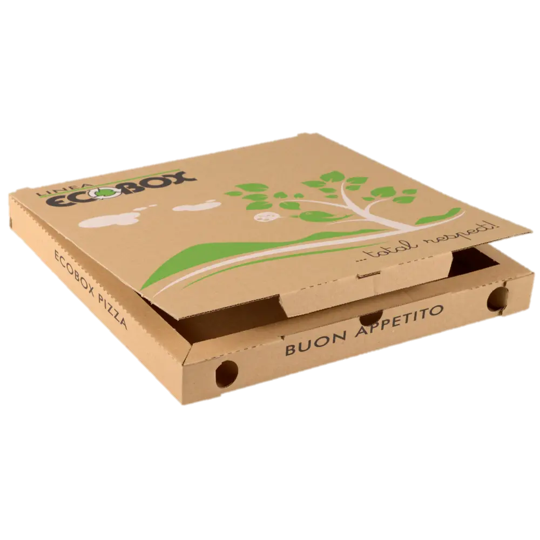 LINEA
ECOBOX
...total respect!
ECOBOX PIZZA
BUON APPETITO